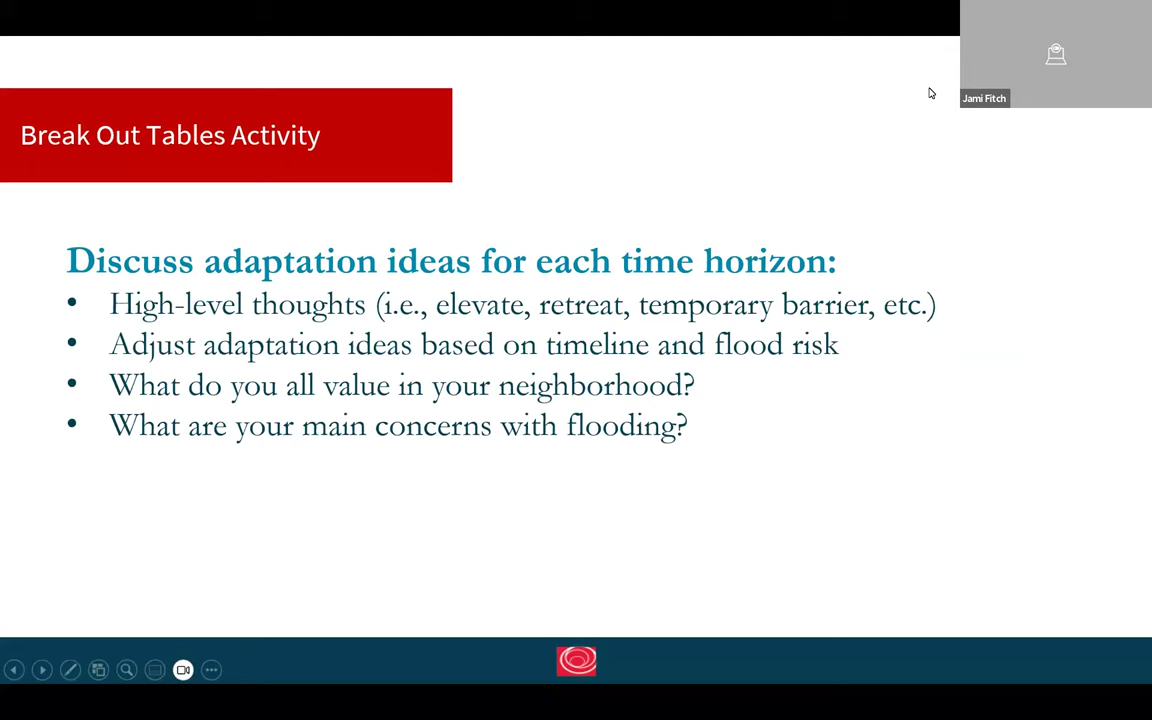 Jami Fitch
Break Out Tables Activity
Discuss adaptation ideas for each time horizon:
• High-level thoughts (i.e., elevate, retreat, temporary barrier, etc.)
• Adjust adaptation ideas based on timeline and flood risk
• What do you all value in your neighborhood?
• What are your main concerns with flooding?